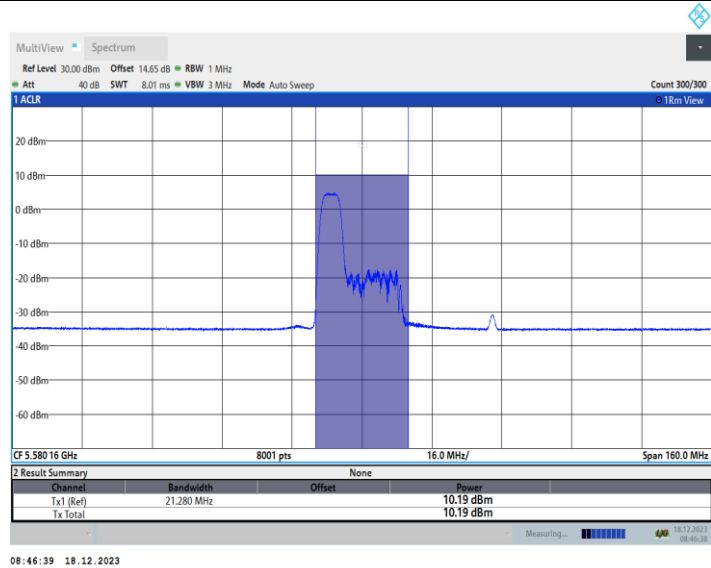 MultiView Spectrum
Ref Level 30.00 dBm Offset 14.65 dB RBW 1 MHz
Att 40 dB SWT 8.01 ms VBW 3 MHz Mode Auto Sweep Count 300/300
1 ACLR 1Rm View
20 dBm
10 dBm
0 dBm
-10 dBm
-20 dBm
-30 dBm
-40 dBm
-50 dBm
-60 dBm
CF 5.58016 GHz 8001 pts 16.0 MHz/ Span 160.0 MHz
2 Result Summary None
Channel Bandwidth Offset Power
Tx1 (Ref) 21.280 MHz 10.19 dBm
Tx Total 10.19 dBm
Measuring... 18.12.2023
08:46:38
08:46:39 18.12.2023